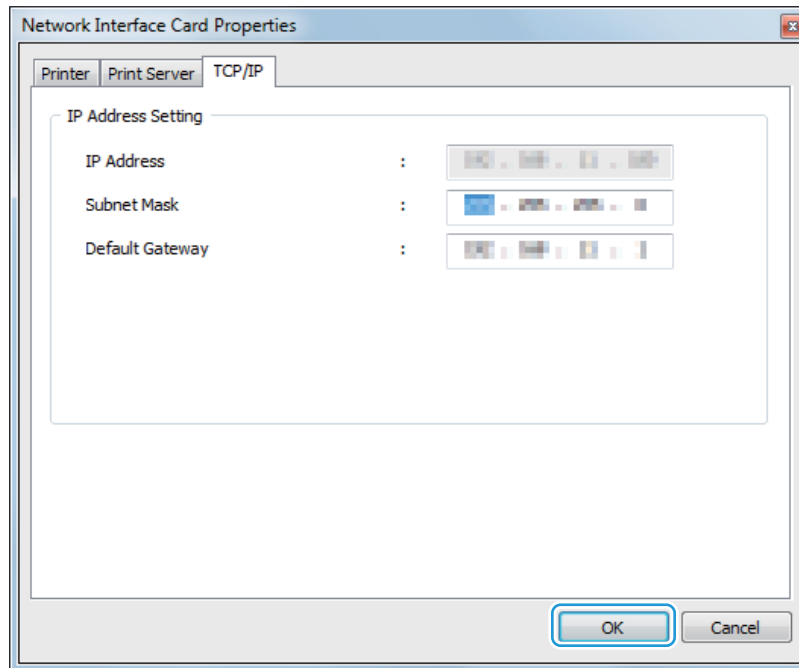 Network Interface Card Properties
Printer Print Server TCP/IP
IP Address Setting
IP Address :
Subnet Mask :
Default Gateway :
OK Cancel